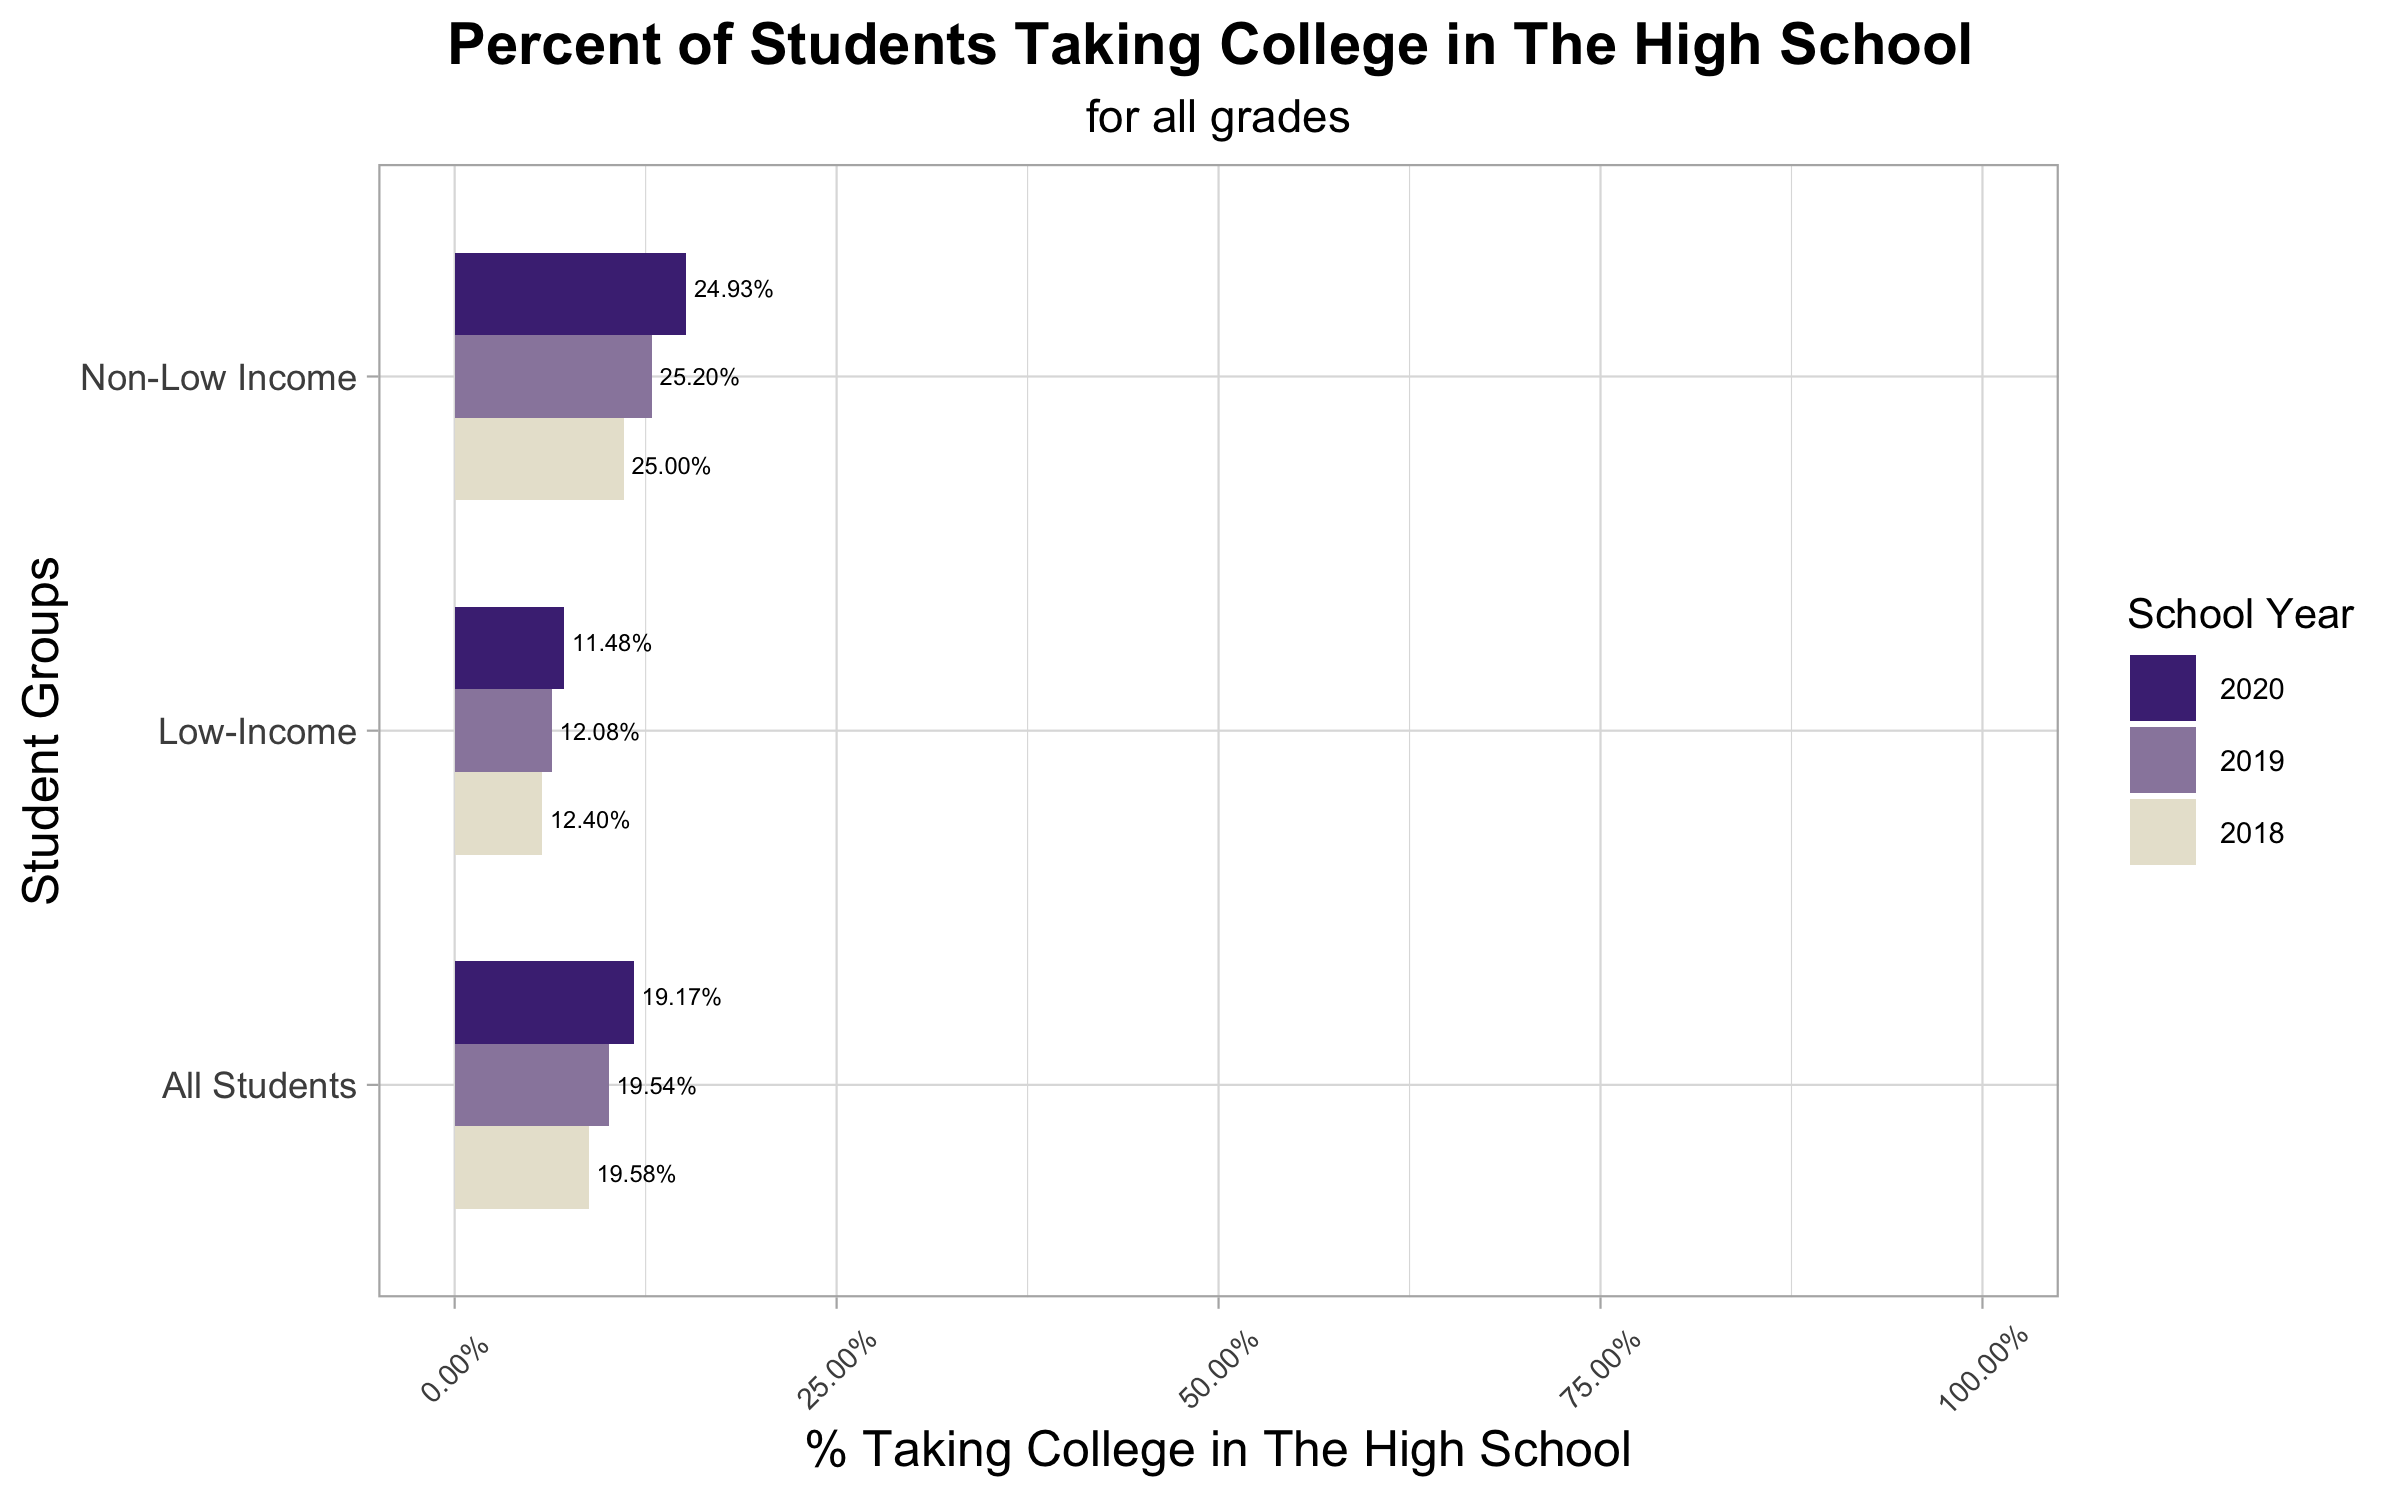 Percent of Students Taking College in The High School
for all grades
Student Groups
Non-Low Income
24.93%
25.20%
25.00%
Low-Income
11.48%
12.08%
12.40%
All Students
19.17%
19.54%
19.58%
0.00%
25.00%
50.00%
75.00%
100.00%
% Taking College in The High School
School Year
2020
2019
2018